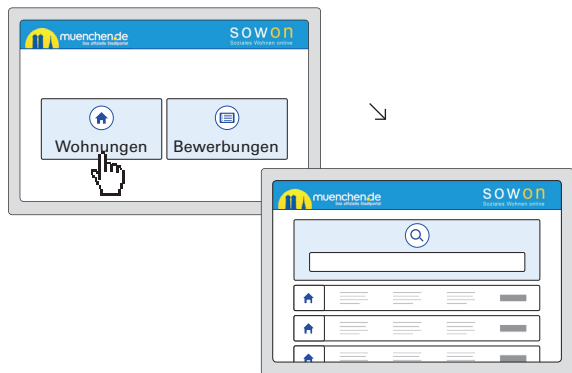 muenchen.de
Das offizielle Stadtportal
sowon
Soziales Wohnen online
Wohnungen
Bewerbungen
muenchen.de
Das offizielle Stadtportal
sowon
Soziales Wohnen online